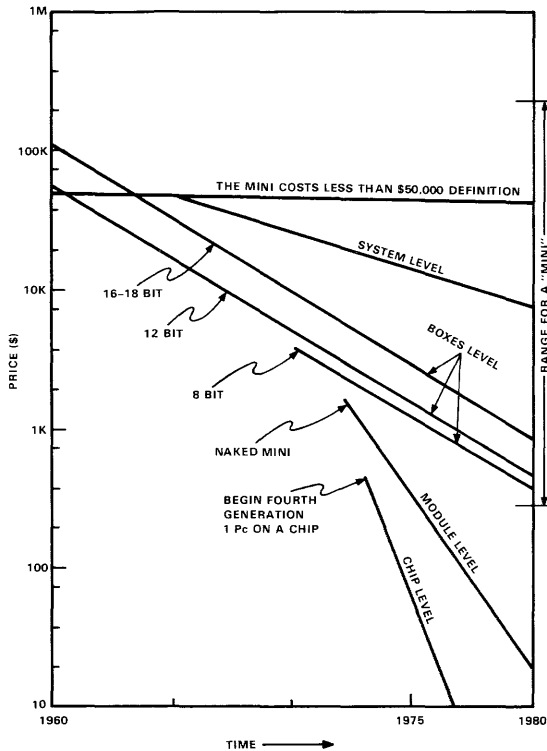 1M
100K
10K
1K
100
10
PRICE ($)
THE MINI COSTS LESS THAN $50.000 DEFINITION
SYSTEM LEVEL
16–18 BIT
12 BIT
BOXES LEVEL
8 BIT
NAKED MINI
BEGIN FOURTH
GENERATION
1 Pc ON A CHIP
MODULE LEVEL
CHIP LEVEL
RANGE FOR A "MINI"
1960
1975
1980
TIME